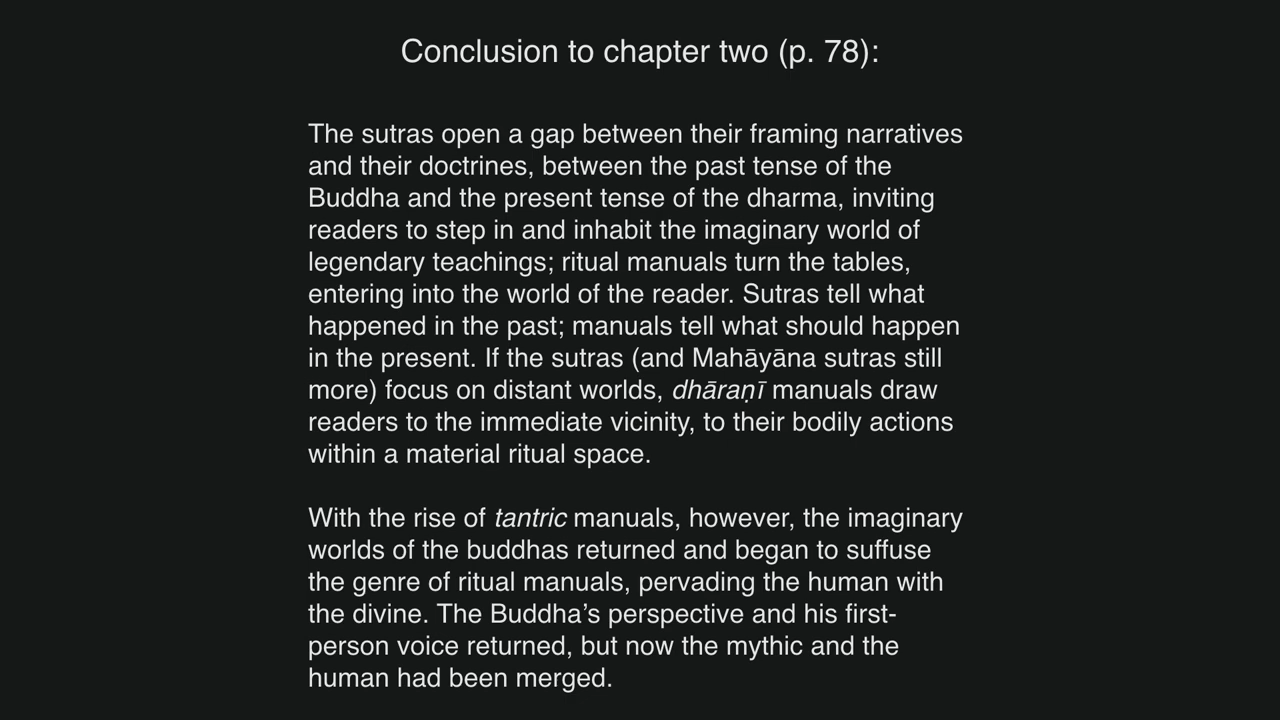 Conclusion to chapter two (p. 78):
The sutras open a gap between their framing narratives
and their doctrines, between the past tense of the
Buddha and the present tense of the dharma, inviting
readers to step in and inhabit the imaginary world of
legendary teachings; ritual manuals turn the tables,
entering into the world of the reader. Sutras tell what
happened in the past; manuals tell what should happen
in the present. If the sutras (and Mahāyāna sutras still
more) focus on distant worlds, dhāraṇī manuals draw
readers to the immediate vicinity, to their bodily actions
within a material ritual space.
With the rise of tantric manuals, however, the imaginary
worlds of the buddhas returned and began to suffuse
the genre of ritual manuals, pervading the human with
the divine. The Buddha’s perspective and his first-
person voice returned, but now the mythic and the
human had been merged.